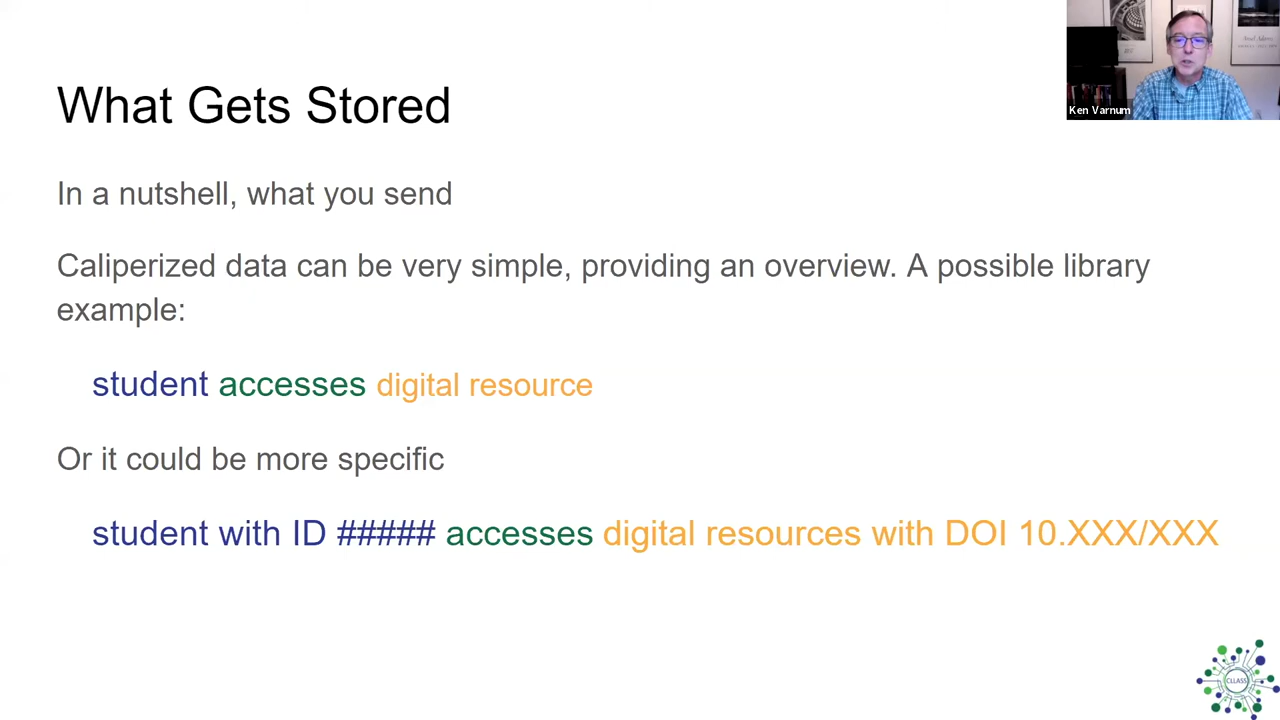 What Gets Stored
Ken Varnum
In a nutshell, what you send
Caliperized data can be very simple, providing an overview. A possible library
example:
student accesses digital resource
Or it could be more specific
student with ID ##### accesses digital resources with DOI 10.XXX/XXX
CLLASS